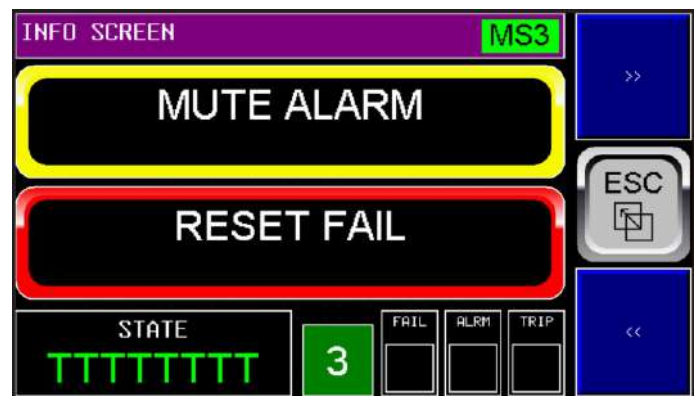 INFO SCREEN
MS3
>>
MUTE ALARM
ESC
RESET FAIL
STATE
TTTTTTTT
3
FAIL
ALRM
TRIP
<<